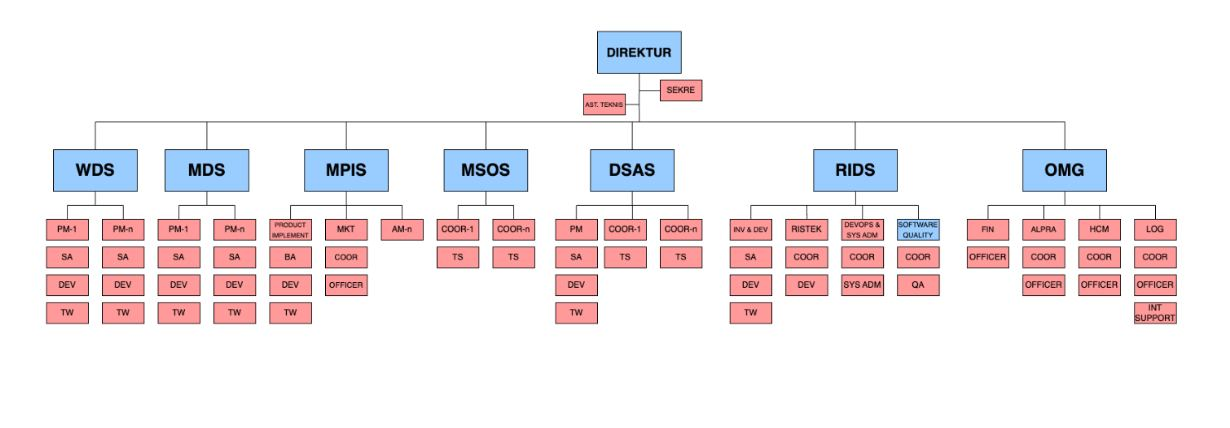 DIREKTUR
SEKRE
AST. TEKNIS
WDS
MDS
MPIS
MSOS
DSAS
RIDS
OMG
PM-1
PM-n
PM-1
PM-n
PRODUCT
IMPLEMENT
MKT
AM-n
COOR-1
COOR-n
PM
COOR-1
COOR-n
INV & DEV
RISTEK
DEVOPS &
SYS ADM
SOFTWARE
QUALITY
FIN
ALPRA
HCM
LOG
SA
SA
SA
SA
BA
COOR
TS
TS
SA
TS
TS
SA
COOR
COOR
COOR
OFFICER
COOR
COOR
COOR
DEV
DEV
DEV
DEV
DEV
OFFICER
DEV
DEV
DEV
SYS ADM
QA
OFFICER
OFFICER
OFFICER
TW
TW
TW
TW
TW
TW
TW
INT
SUPPORT